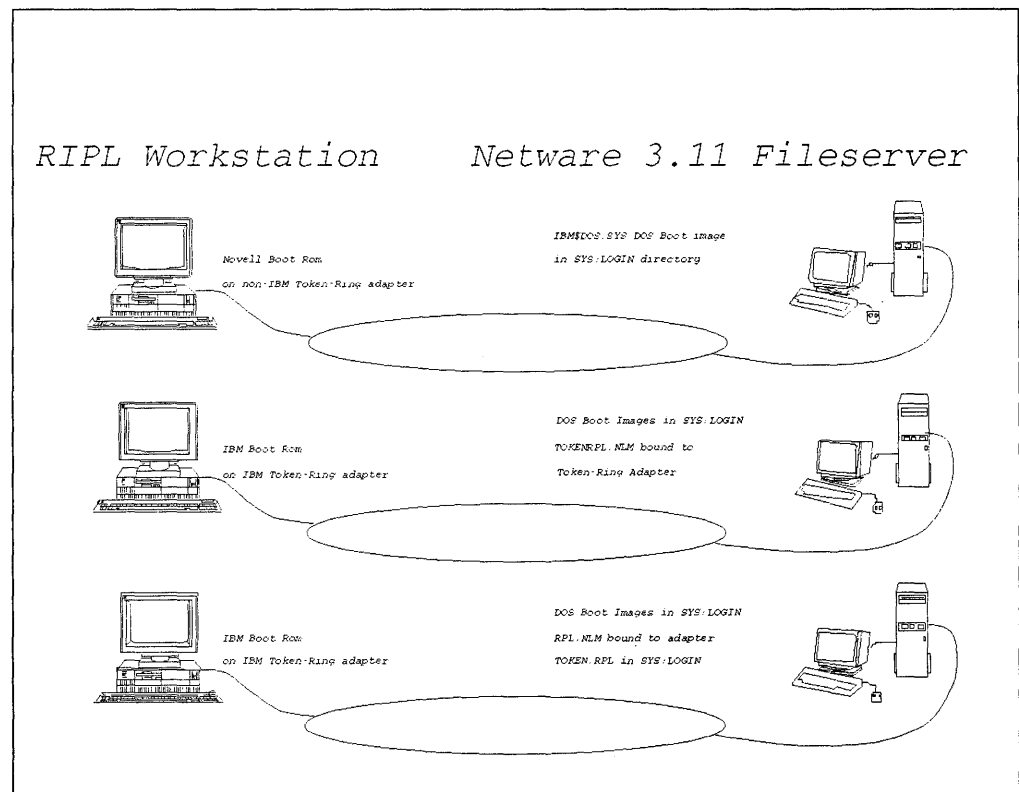 RIPL Workstation
Netware 3.11 Fileserver
Novell Boot Rom
on non-IBM Token-Ring adapter
IBM$DOS.SYS DOS Boot image
in SYS:LOGIN directory
IBM Boot Rom
on IBM Token-Ring adapter
DOS Boot Images in SYS:LOGIN
TOKENRPL.NLM bound to
Token-Ring Adapter
IBM Boot Rom
on IBM Token-Ring adapter
DOS Boot Images in SYS:LOGIN
RPL.NLM bound to adapter
TOKEN.RPL in SYS:LOGIN